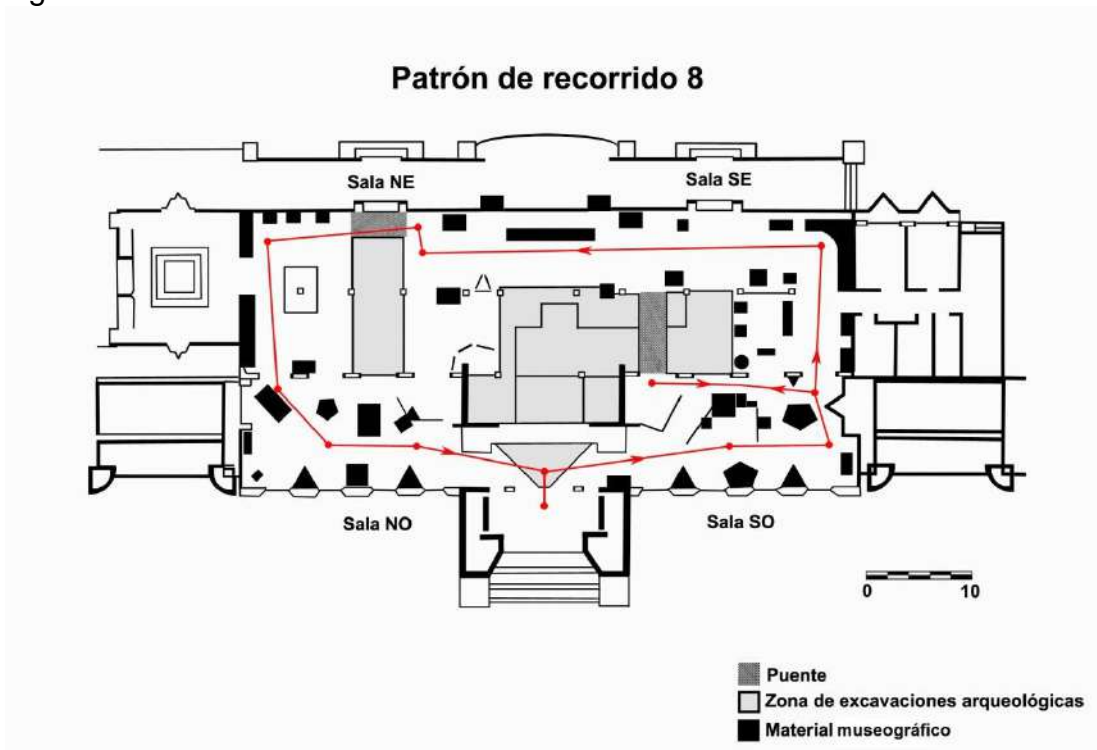 Patrón de recorrido 8
Sala NE
Sala SE
Sala NO
Sala SO
0 10
Puente
Zona de excavaciones arqueológicas
Material museográfico